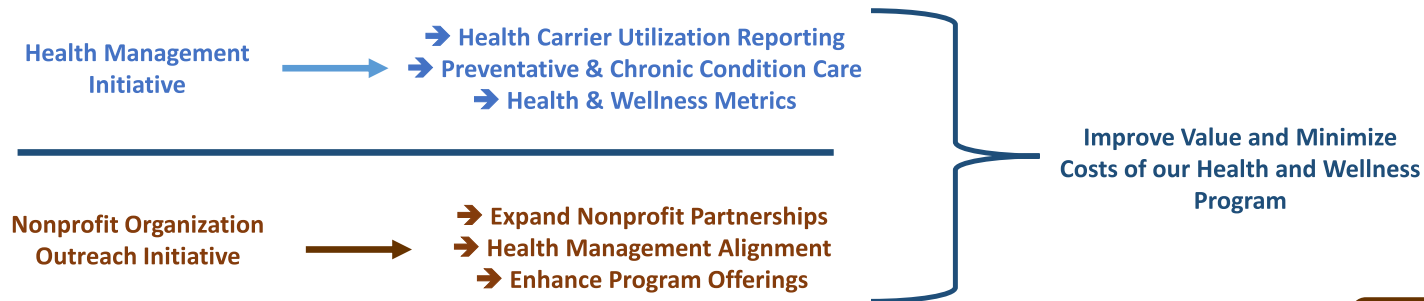 Health Management
Initiative
➔ Health Carrier Utilization Reporting
➔ Preventative & Chronic Condition Care
➔ Health & Wellness Metrics
Nonprofit Organization
Outreach Initiative
➔ Expand Nonprofit Partnerships
➔ Health Management Alignment
➔ Enhance Program Offerings
Improve Value and Minimize
Costs of our Health and Wellness
Program